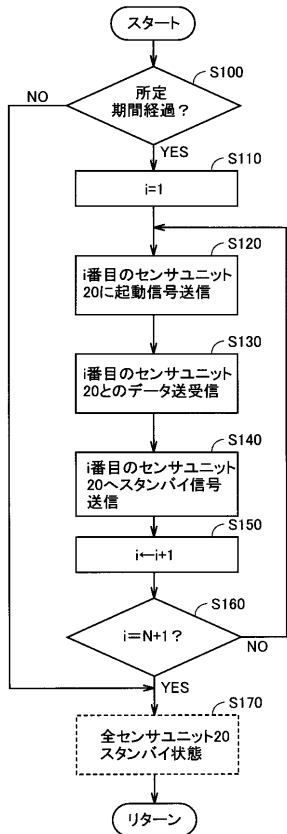 スタート
S100
所定
期間経過?
NO
YES
S110
i=1
S120
i番目のセンサユニット
20に起動信号送信
S130
i番目のセンサユニット
20とのデータ送受信
S140
i番目のセンサユニット
20へスタンバイ信号
送信
S150
i←i+1
S160
i=N+1?
NO
YES
S170
全センサユニット20
スタンバイ状態
リターン